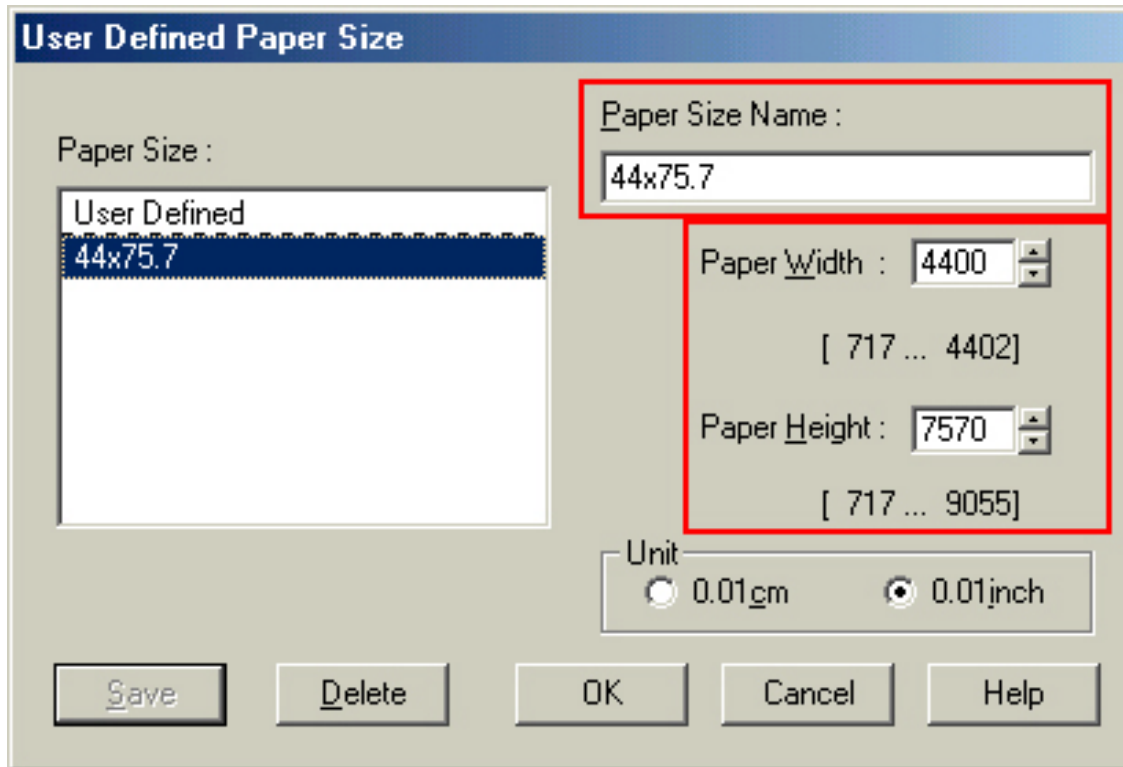 User Defined Paper Size
Paper Size :
User Defined
44x75.7
Paper Size Name :
44x75.7
Paper Width : 4400
[ 717 ... 4402]
Paper Height : 7570
[ 717 ... 9055]
Unit
0.01cm 0.01inch
Save Delete OK Cancel Help